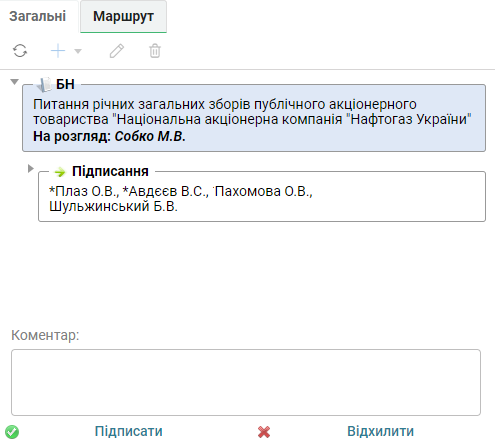 Загальні Маршрут
БН
Питання річних загальних зборів публічного акціонерного
товариства "Національна акціонерна компанія "Нафтогаз України"
На розгляд: Собко М.В.
Підписання
*Плаз О.В., *Авдєєв В.С., Пахомова О.В.,
Шульжинський Б.В.
Коментар:
Підписати Відхилити